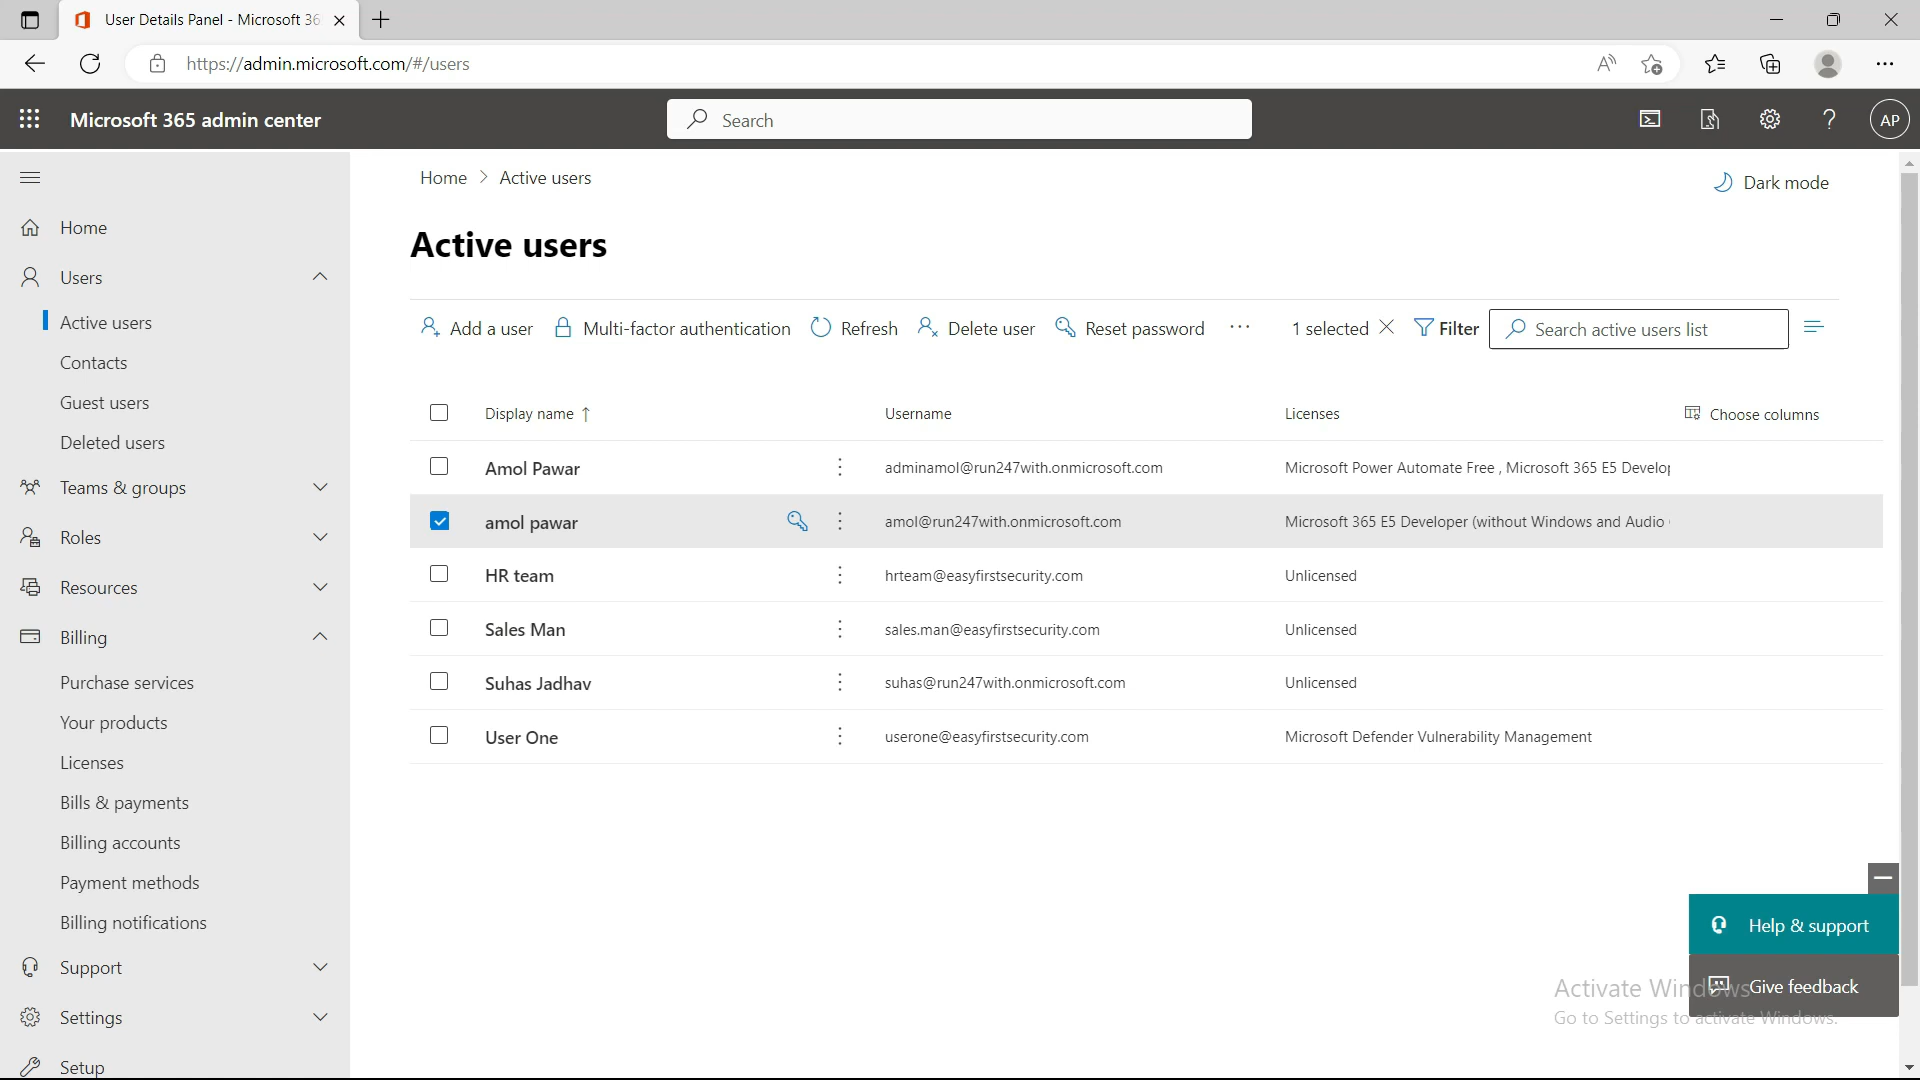 User Details Panel - Microsoft 36
https://admin.microsoft.com/#/users
Microsoft 365 admin center
Search
AP
Home > Active users
Dark mode
Home
Users
Active users
Contacts
Guest users
Deleted users
Teams & groups
Roles
Resources
Billing
Purchase services
Your products
Licenses
Bills & payments
Billing accounts
Payment methods
Billing notifications
Support
Settings
Setup
Active users
Add a user
Multi-factor authentication
Refresh
Delete user
Reset password
1 selected
Filter
Search active users list
Display name ↑ Username Licenses Choose columns
Amol Pawar adminamol@run247with.onmicrosoft.com Microsoft Power Automate Free , Microsoft 365 E5 Develop
amol pawar amol@run247with.onmicrosoft.com Microsoft 365 E5 Developer (without Windows and Audio
HR team hrteam@easyfirstsecurity.com Unlicensed
Sales Man sales.man@easyfirstsecurity.com Unlicensed
Suhas Jadhav suhas@run247with.onmicrosoft.com Unlicensed
User One userone@easyfirstsecurity.com Microsoft Defender Vulnerability Management
Help & support
Give feedback
Activate Windows
Go to Settings to activate Windows.